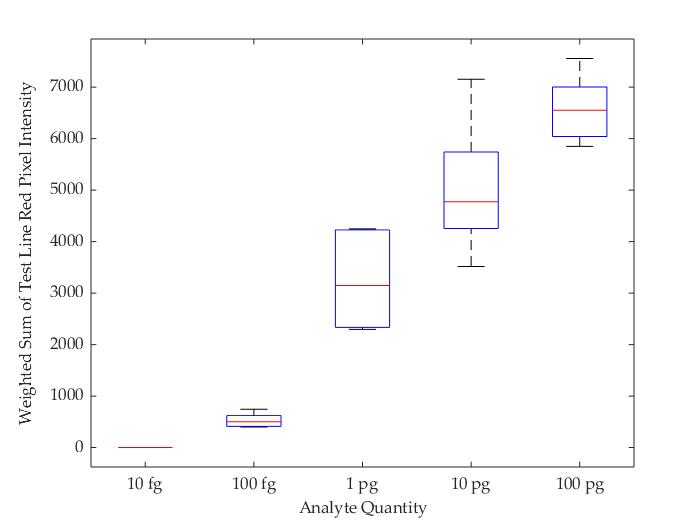 Weighted Sum of Test Line Red Pixel Intensity
7000
6000
5000
4000
3000
2000
1000
0
10 fg 100 fg 1 pg 10 pg 100 pg
Analyte Quantity